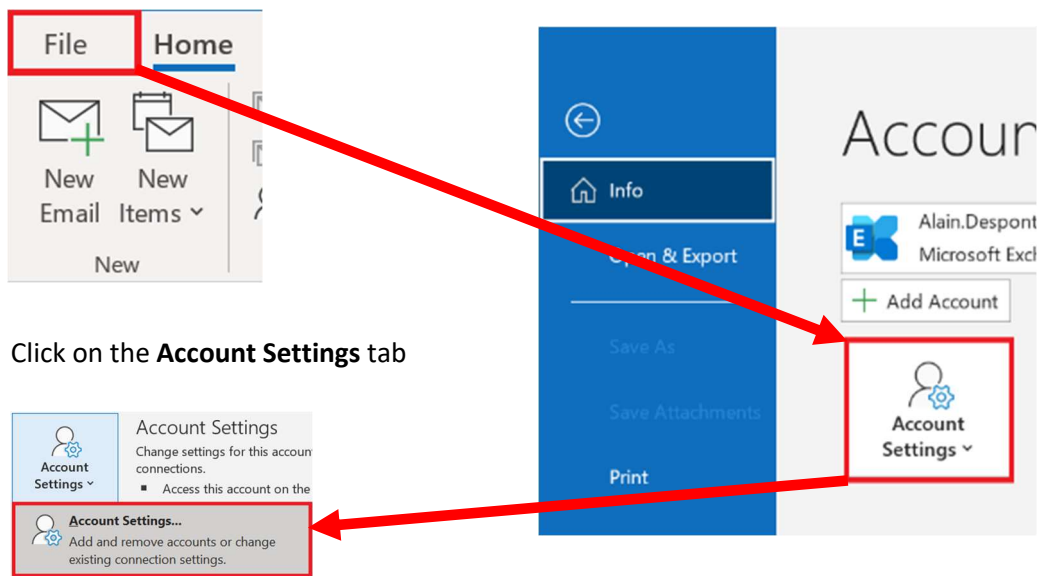 File Home
New Email
New Items
New
Click on the Account Settings tab
Account Settings
Account Settings
Change settings for this accoun
connections.
Access this account on the
Account Settings...
Add and remove accounts or change
existing connection settings.
Info
Open & Export
Save As
Save Attachments
Print
Accoun
Alain.Despont
Microsoft Exch
Add Account
Account
Settings